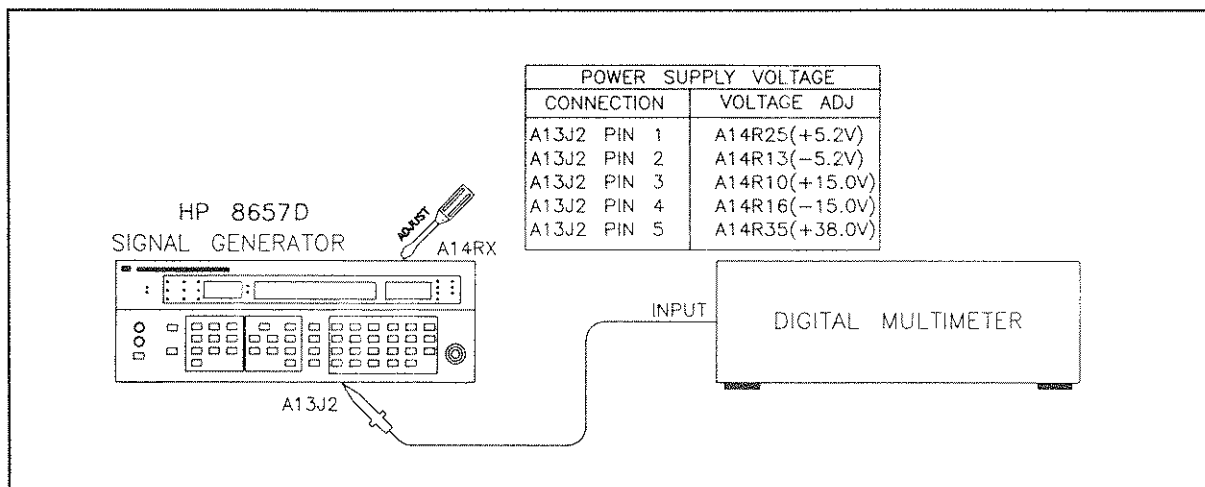 POWER SUPPLY VOLTAGE
CONNECTION VOLTAGE ADJ
A13J2 PIN 1 A14R25(+5.2V)
A13J2 PIN 2 A14R13(-5.2V)
A13J2 PIN 3 A14R10(+15.0V)
A13J2 PIN 4 A14R16(-15.0V)
A13J2 PIN 5 A14R35(+38.0V)
HP 8657D
SIGNAL GENERATOR
ADJUST
A14RX
INPUT
DIGITAL MULTIMETER
A13J2